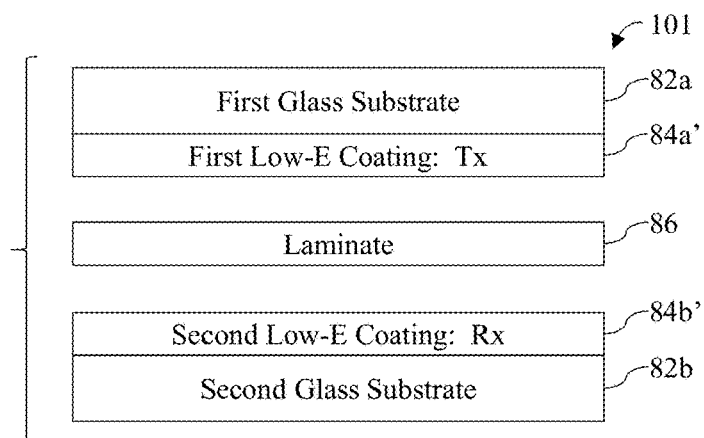 101
First Glass Substrate 82a
First Low-E Coating: Tx 84a’
Laminate 86
Second Low-E Coating: Rx 84b’
Second Glass Substrate 82b